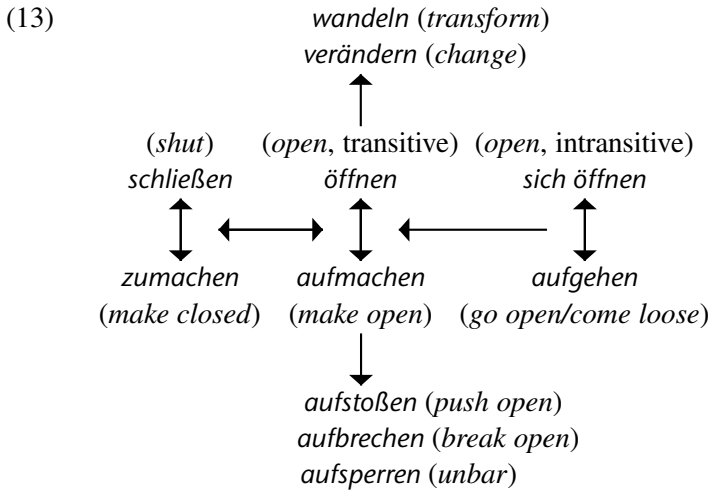 (13) wandeln (transform)
verändern (change)
(shut) (open, transitive) (open, intransitive)
schließen öffnen sich öffnen
zumachen aufmachen aufgehen
(make closed) (make open) (go open/come loose)
aufstoßen (push open)
aufbrechen (break open)
aufsperren (unbar)